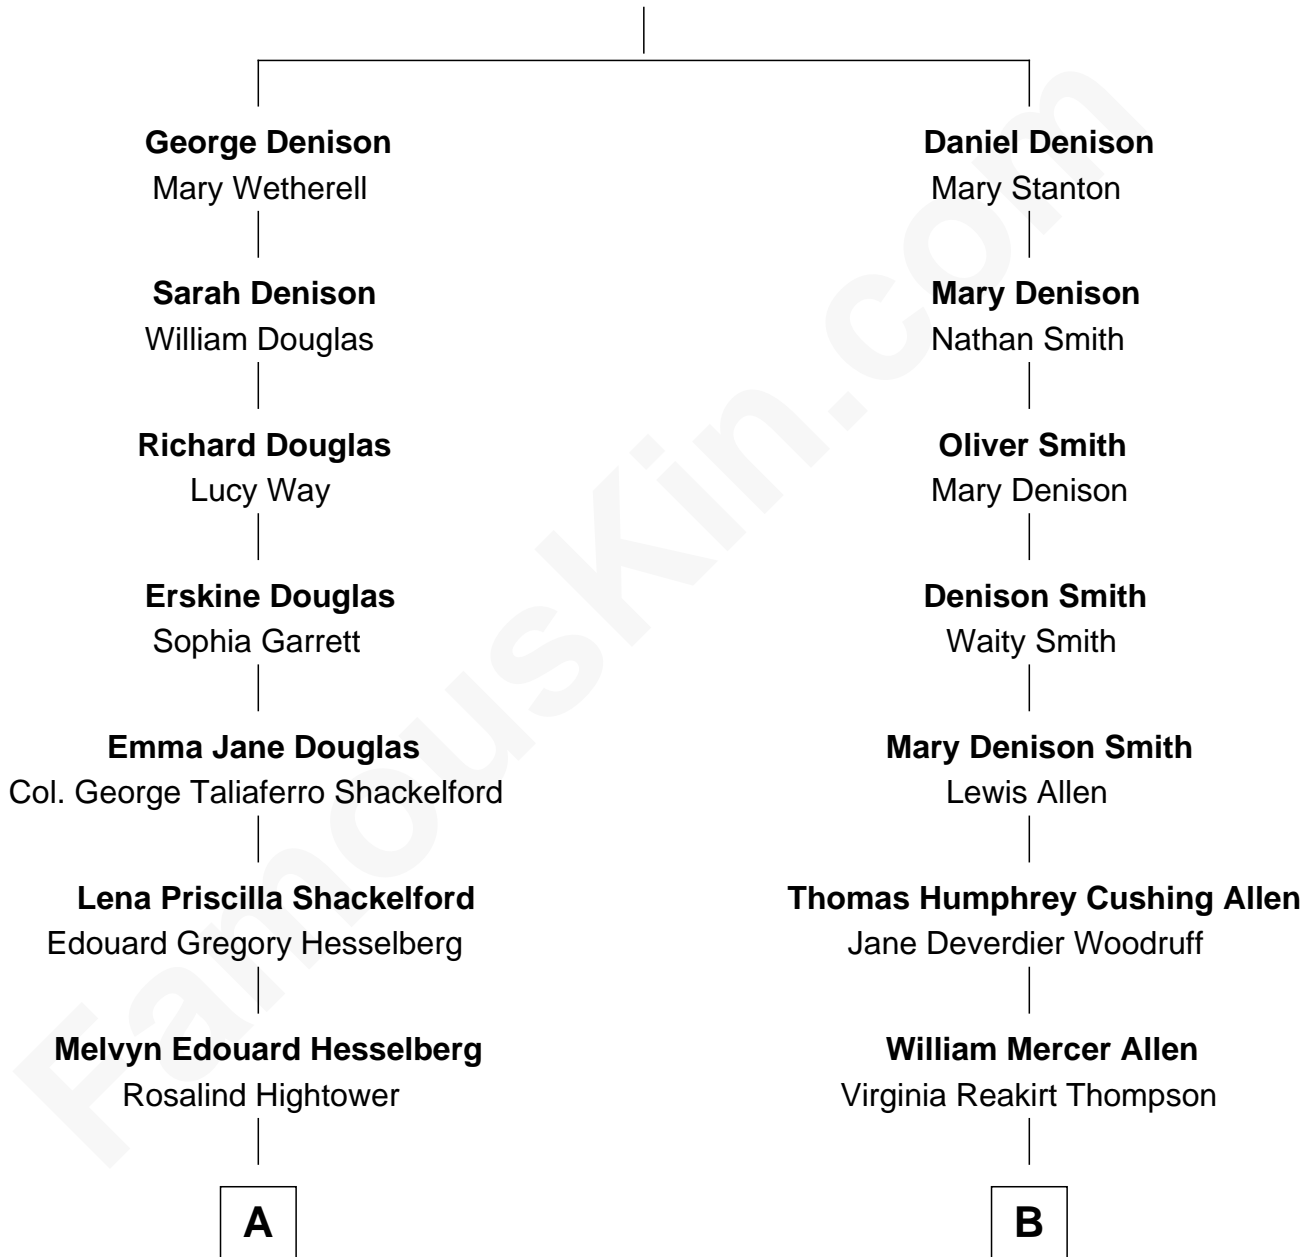 George Denison
Mary Wetherell
Daniel Denison
Mary Stanton
Sarah Denison
William Douglas
Mary Denison
Nathan Smith
Richard Douglas
Lucy Way
Oliver Smith
Mary Denison
Erskine Douglas
Sophia Garrett
Denison Smith
Waity Smith
Emma Jane Douglas
Col. George Taliaferro Shackelford
Mary Denison Smith
Lewis Allen
Lena Priscilla Shackelford
Edouard Gregory Hesselberg
Thomas Humphrey Cushing Allen
Jane Deverdier Woodruff
Melvyn Edouard Hesselberg
Rosalind Hightower
William Mercer Allen
Virginia Reakirt Thompson
A
B
FamousKin.com